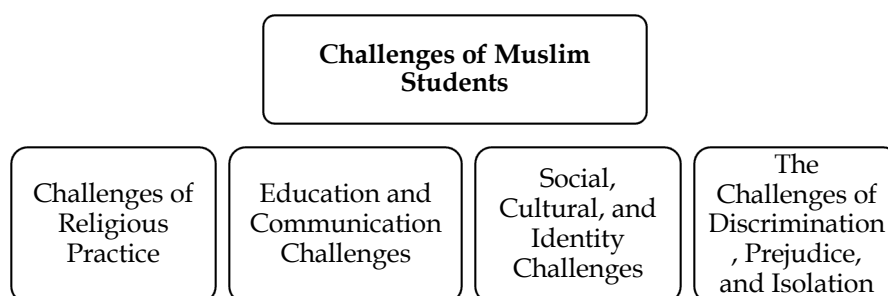 Challenges of Muslim
Students
Challenges of
Religious
Practice
Education and
Communication
Challenges
Social,
Cultural, and
Identity
Challenges
The
Challenges of
Discrimination
, Prejudice,
and Isolation